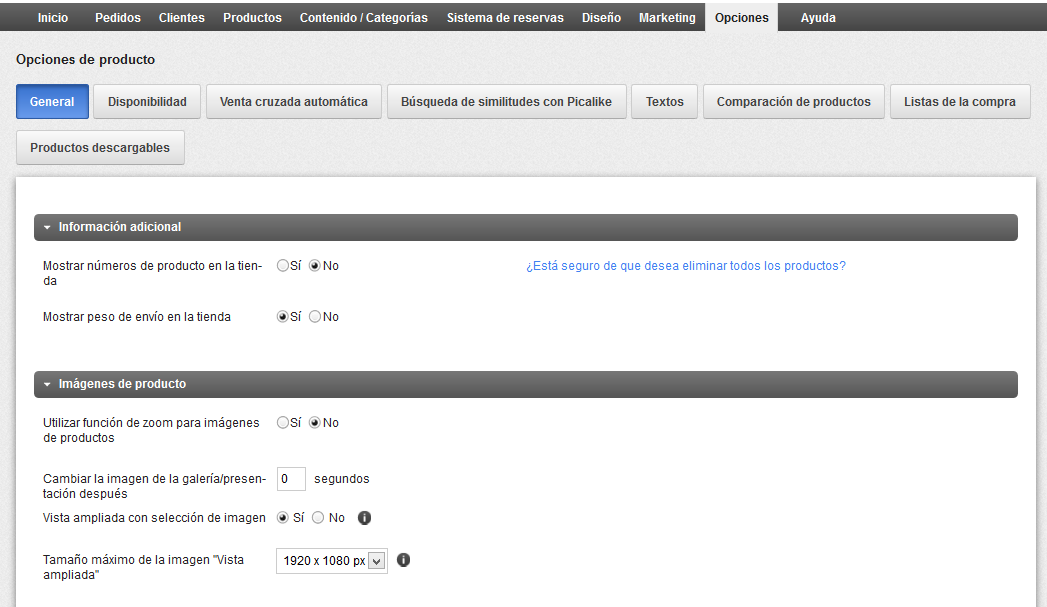 Inicio Pedidos Clientes Productos Contenido / Categorías Sistema de reservas Diseño Marketing Opciones Ayuda
Opciones de producto
General Disponibilidad Venta cruzada automática Búsqueda de similitudes con Picalike Textos Comparación de productos Listas de la compra
Productos descargables
Información adicional
Mostrar números de producto en la tien- Sí No ¿Está seguro de que desea eliminar todos los productos?
da
Mostrar peso de envío en la tienda Sí No
Imágenes de producto
Utilizar función de zoom para imágenes Sí No
de productos
Cambiar la imagen de la galería/presen- 0 segundos
tación después
Vista ampliada con selección de imagen Sí No i
Tamaño máximo de la imagen "Vista 1920 x 1080 px i
ampliada"